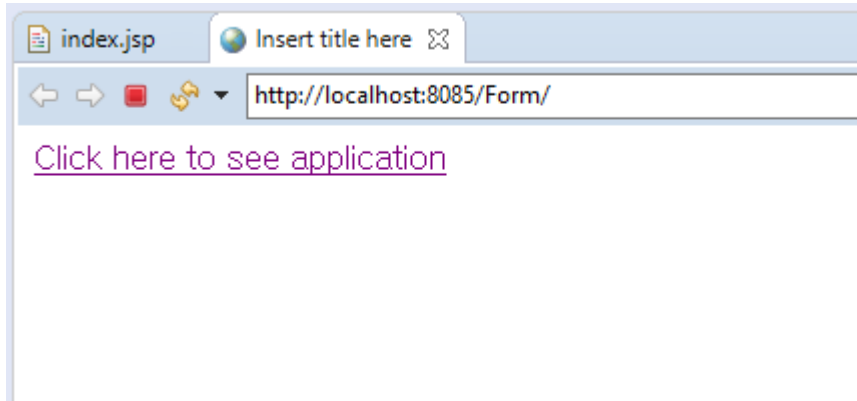 index.jsp
Insert title here
http://localhost:8085/Form/
Click here to see application